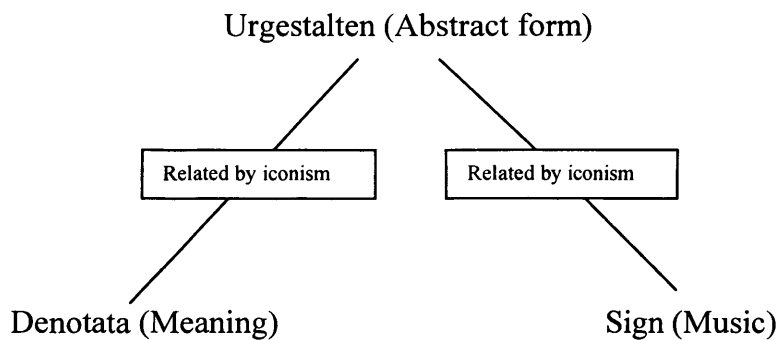 Urgestalten (Abstract form)
Related by iconism
Related by iconism
Denotata (Meaning)
Sign (Music)